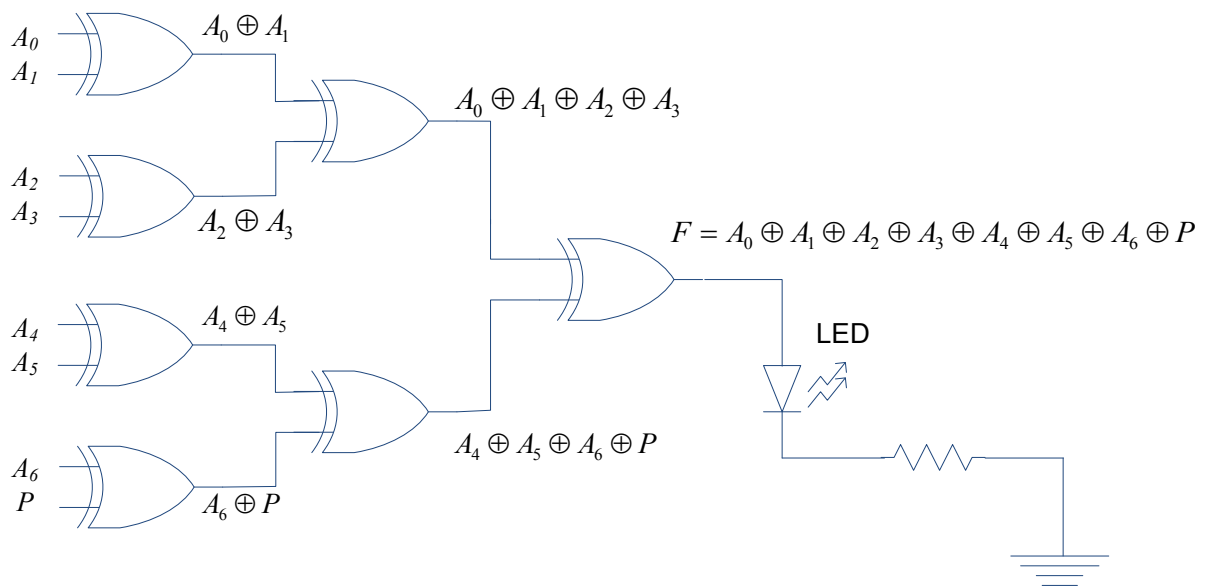 A₀
A₁
A₀ ⊕ A₁
A₂
A₃
A₂ ⊕ A₃
A₀ ⊕ A₁ ⊕ A₂ ⊕ A₃
A₄
A₅
A₄ ⊕ A₅
A₆
P
A₆ ⊕ P
A₄ ⊕ A₅ ⊕ A₆ ⊕ P
F = A₀ ⊕ A₁ ⊕ A₂ ⊕ A₃ ⊕ A₄ ⊕ A₅ ⊕ A₆ ⊕ P
LED